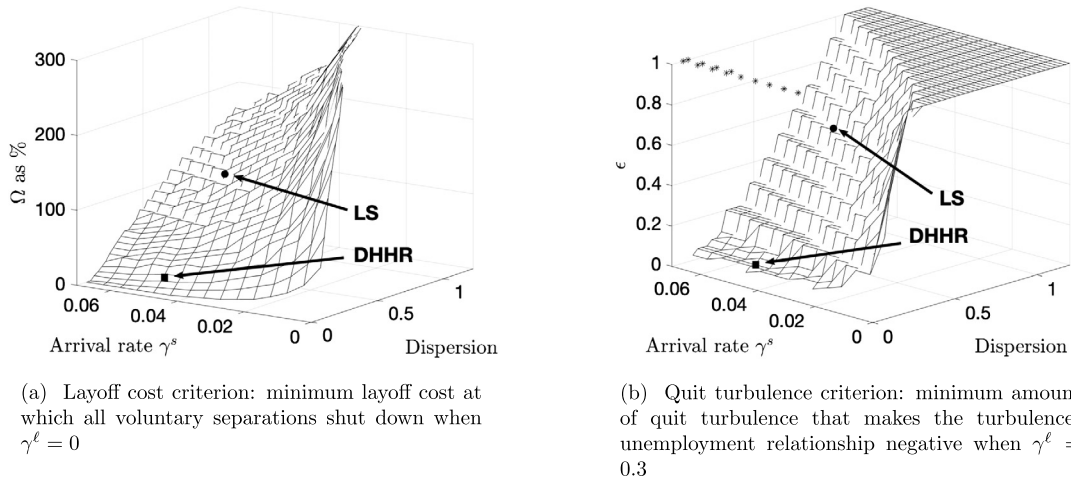 300
200
100
0
Ω as %
LS
DHHR
0.06
0.04
0.02
0
0
0.5
1
Arrival rate γˢ
Dispersion
(a) Layoff cost criterion: minimum layoff cost at
which all voluntary separations shut down when
γ^ℓ = 0
1
0.8
0.6
0.4
0.2
0
ϵ
LS
DHHR
0.06
0.04
0.02
0
0
0.5
1
Arrival rate γˢ
Dispersion
(b) Quit turbulence criterion: minimum amoun
of quit turbulence that makes the turbulence
unemployment relationship negative when γ^ℓ =
0.3